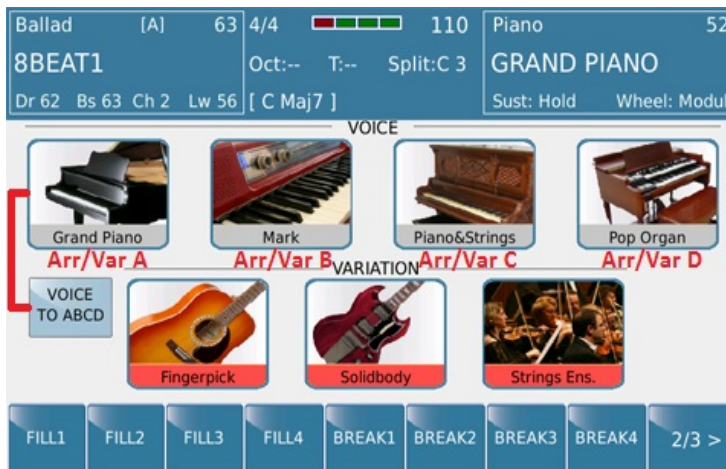 Ballad [A] 63 4/4 110 Piano 52
8BEAT1 Oct:-- T:-- Split:C 3 GRAND PIANO
Dr 62 Bs 63 Ch 2 Lw 56 [ C Maj7 ] Sust: Hold Wheel: Modul
VOICE
Grand Piano Mark Piano&Strings Pop Organ
Arr/Var A Arr/Var B Arr/Var C Arr/Var D
VARIATION
VOICE
TO ABCD
Fingerpick Solidbody Strings Ens.
FILL1 FILL2 FILL3 FILL4 BREAK1 BREAK2 BREAK3 BREAK4 2/3 >